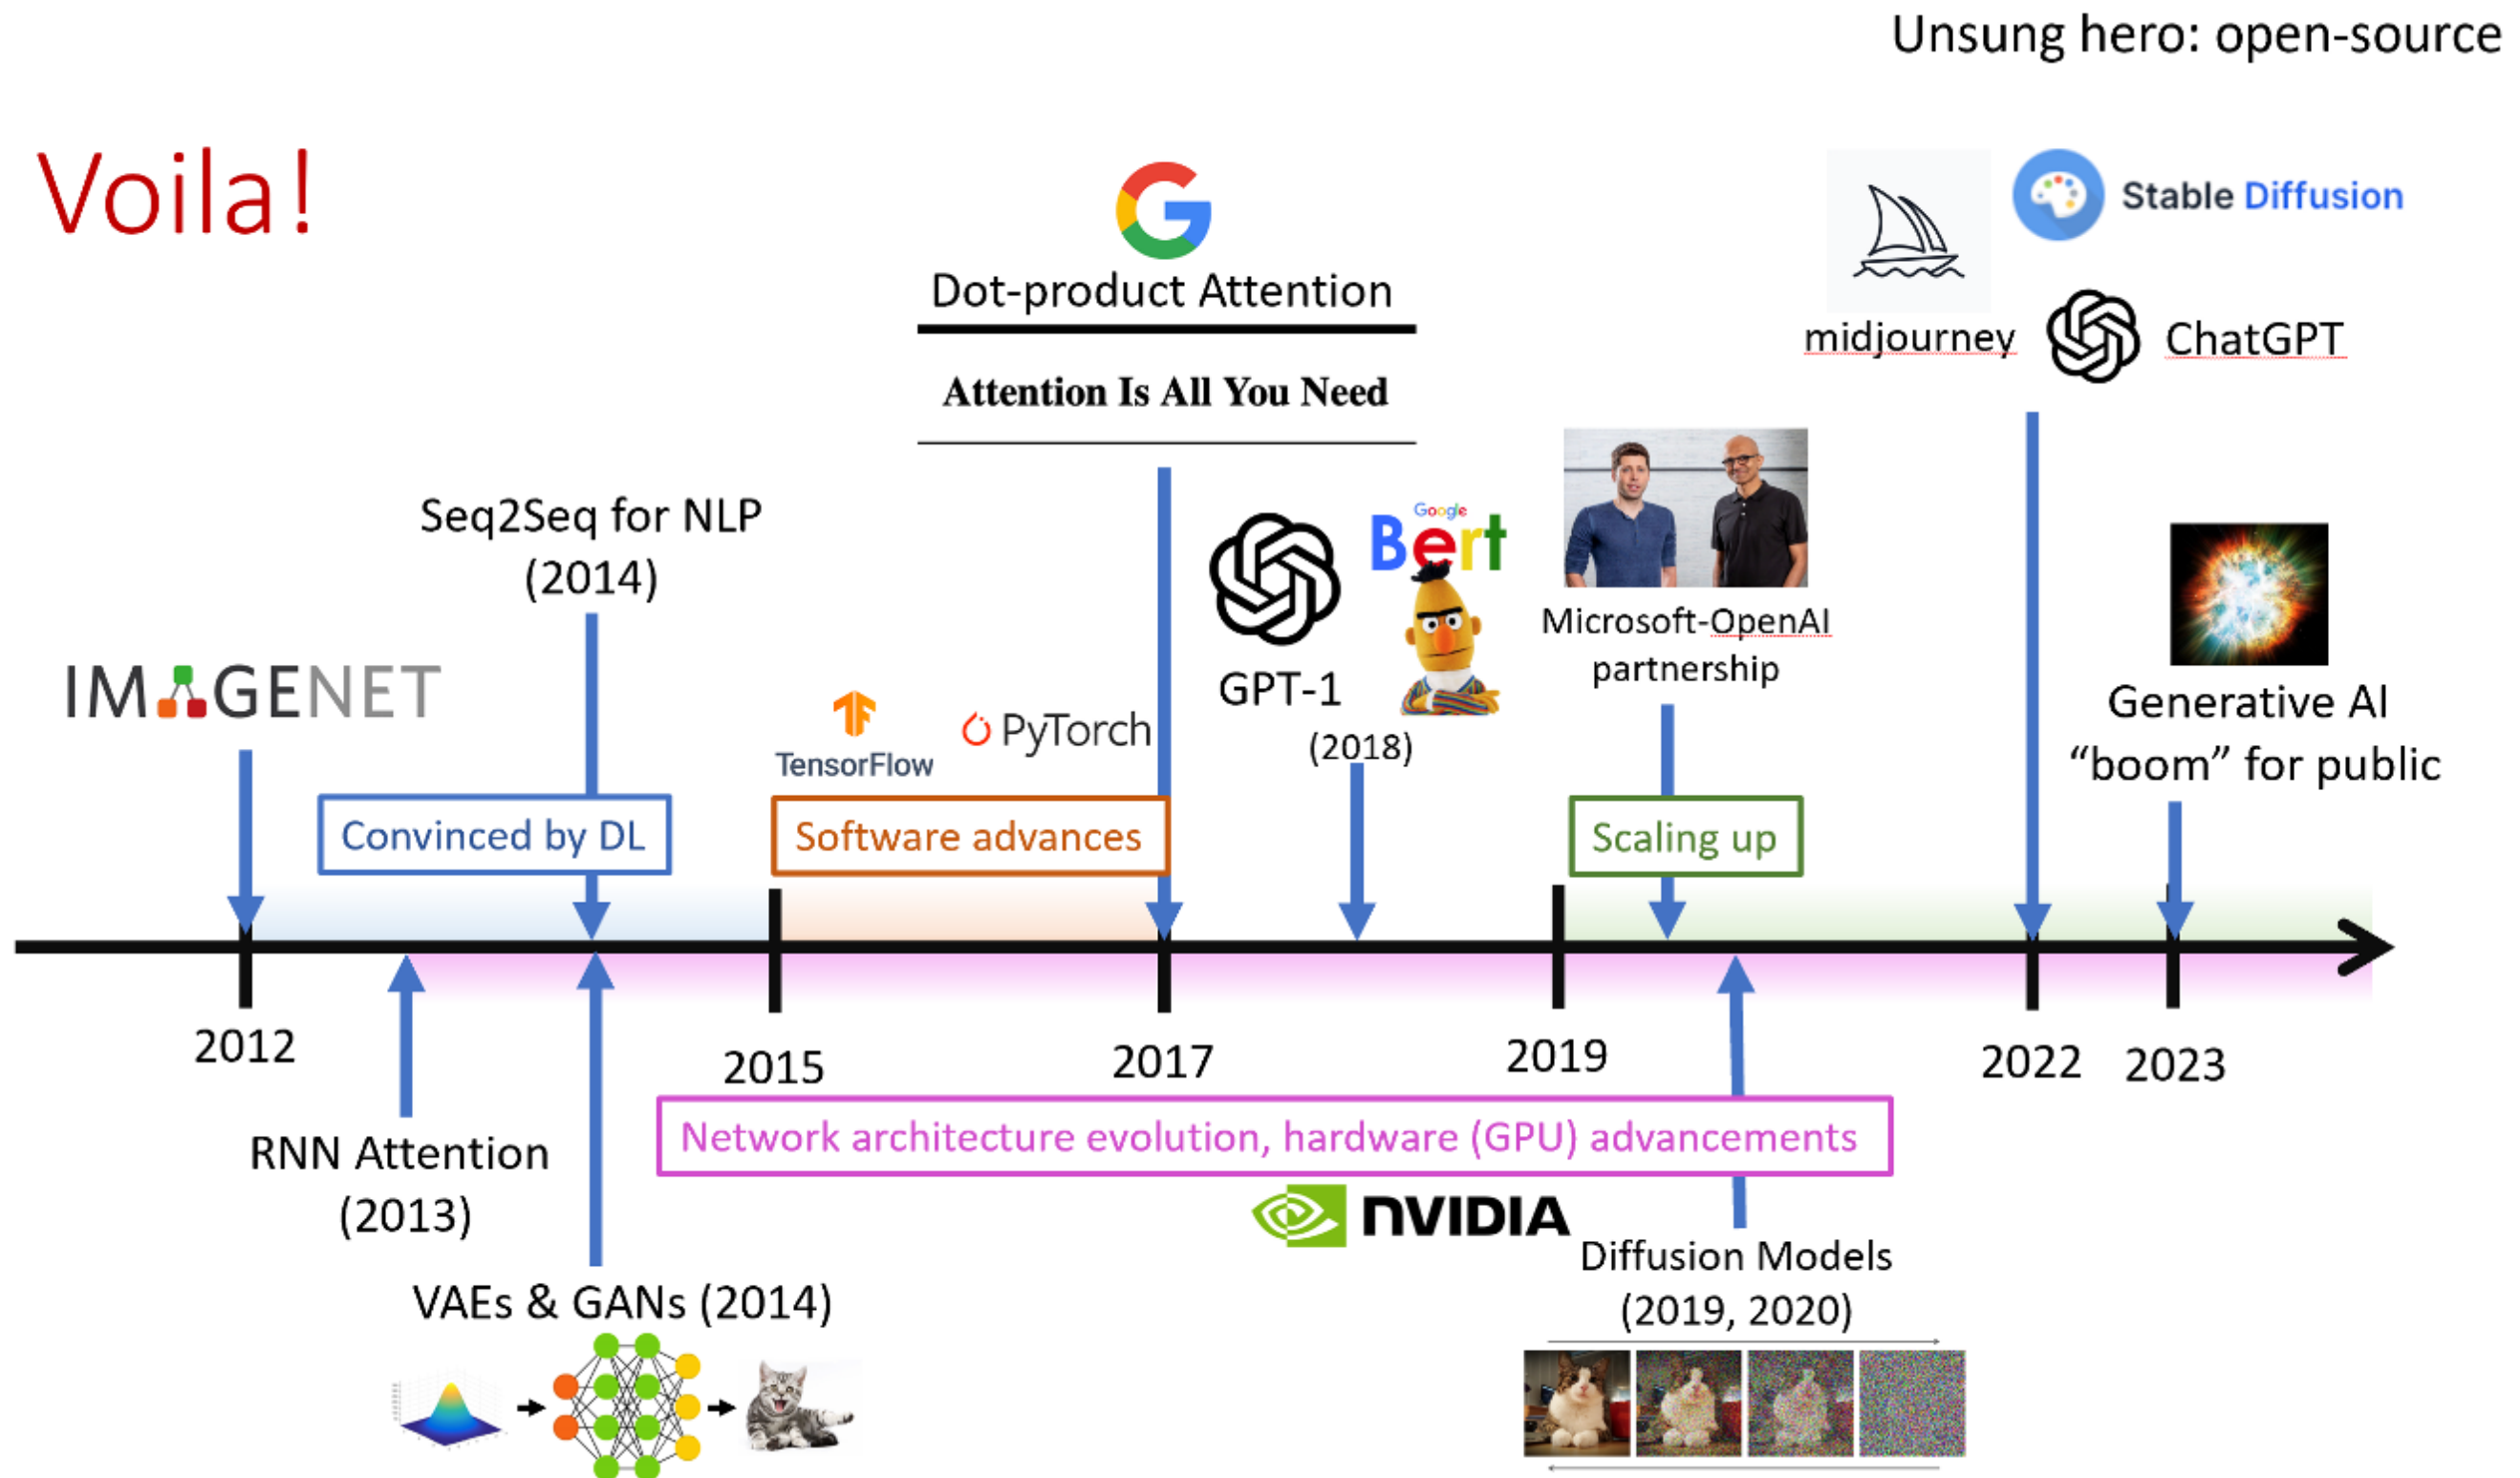 Unsung hero: open-source
Voila!
Stable Diffusion
midjourney
ChatGPT
Dot-product Attention
Attention Is All You Need
Seq2Seq for NLP
(2014)
IMAGENET
TensorFlow
PyTorch
GPT-1
Google
Bert
(2018)
Microsoft-OpenAI
partnership
Generative AI
“boom” for public
Convinced by DL
Software advances
Scaling up
2012
2015
2017
2019
2022
2023
Network architecture evolution, hardware (GPU) advancements
RNN Attention
(2013)
NVIDIA
VAEs & GANs (2014)
Diffusion Models
(2019, 2020)